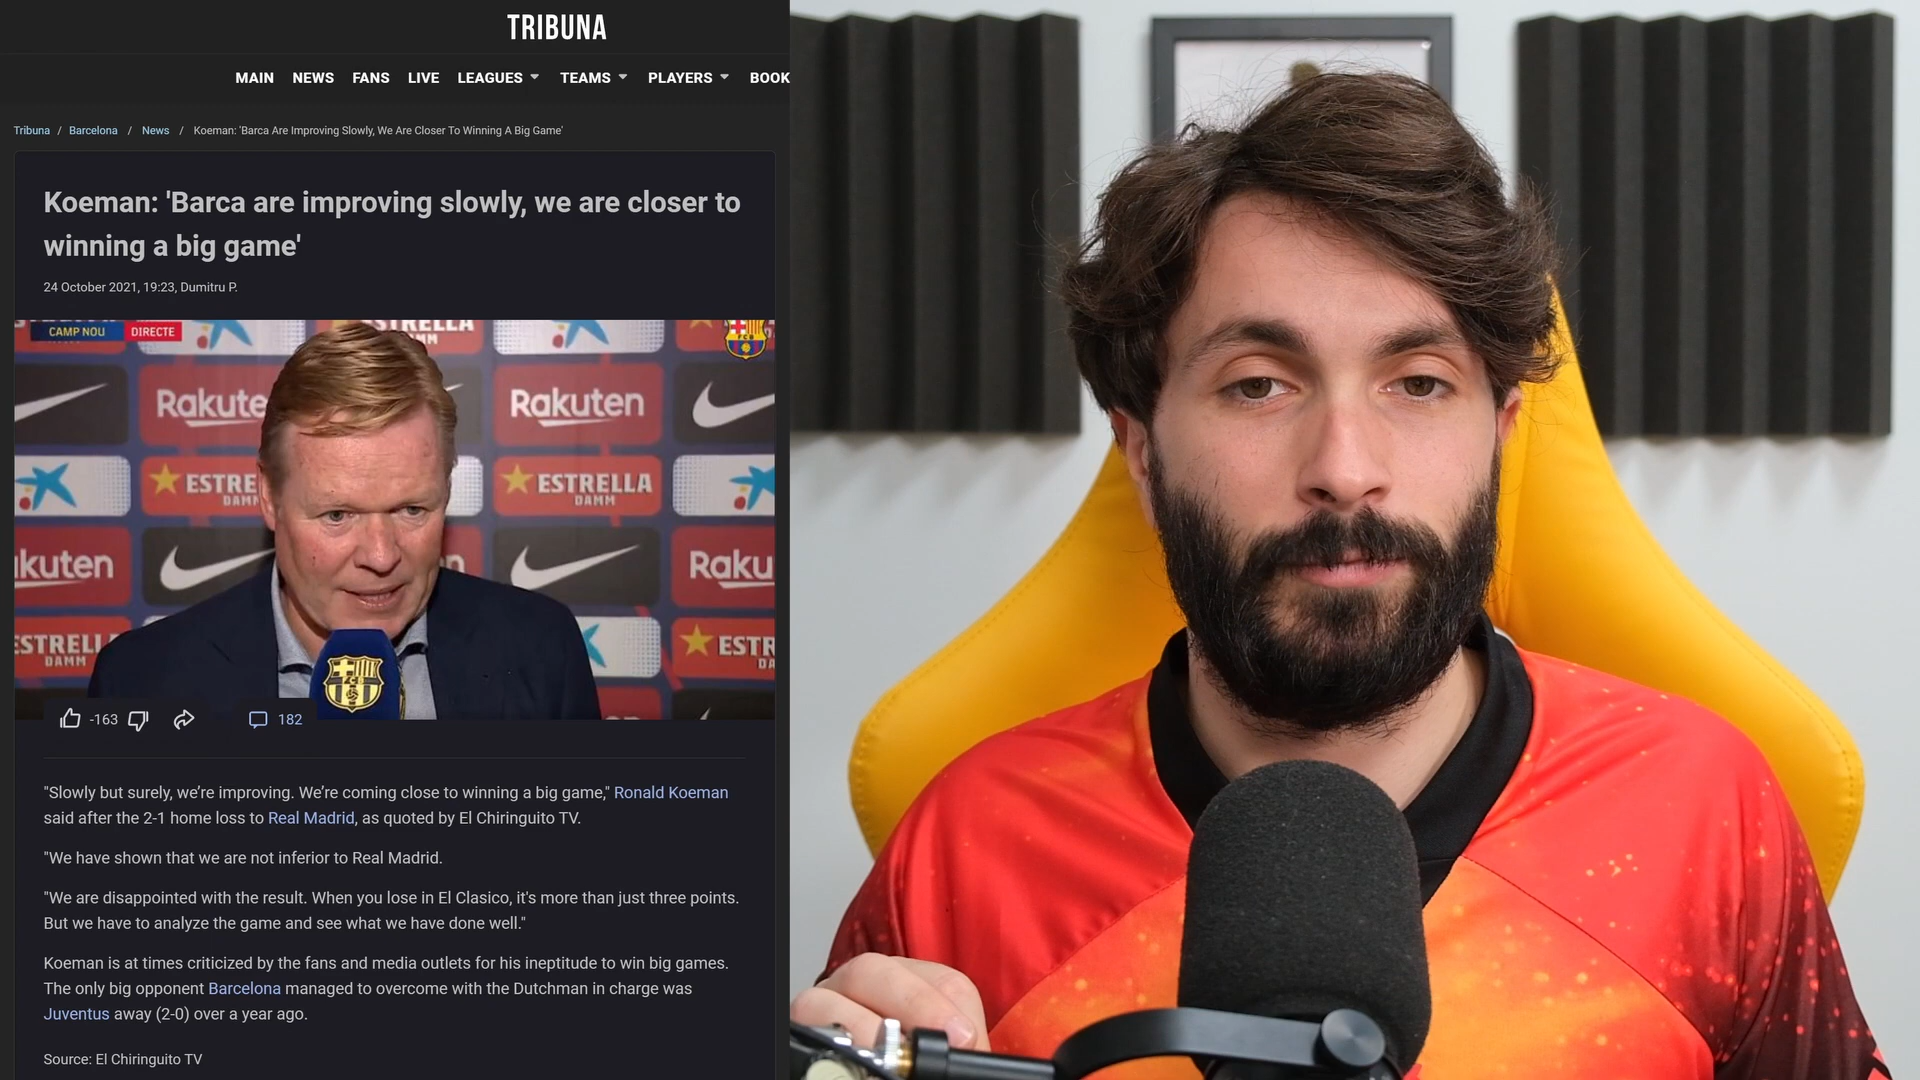 TRIBUNA
MAIN NEWS FANS LIVE LEAGUES TEAMS PLAYERS BOOK
Tribuna / Barcelona / News / Koeman: 'Barca Are Improving Slowly, We Are Closer To Winning A Big Game'
Koeman: 'Barca are improving slowly, we are closer to
winning a big game'
24 October 2021, 19:23, Dumitru P.
CAMP NOU DIRECTE
ESTRELLA
DAMM
Rakute
Rakuten
ESTRE
DAM
ESTRELLA
DAMM
kuten
Raku
ESTRELL
DAMM
ESTR
DA
-163 182
"Slowly but surely, we're improving. We're coming close to winning a big game," Ronald Koeman
said after the 2-1 home loss to Real Madrid, as quoted by El Chiringuito TV.
"We have shown that we are not inferior to Real Madrid.
"We are disappointed with the result. When you lose in El Clasico, it's more than just three points.
But we have to analyze the game and see what we have done well."
Koeman is at times criticized by the fans and media outlets for his ineptitude to win big games.
The only big opponent Barcelona managed to overcome with the Dutchman in charge was
Juventus away (2-0) over a year ago.
Source: El Chiringuito TV